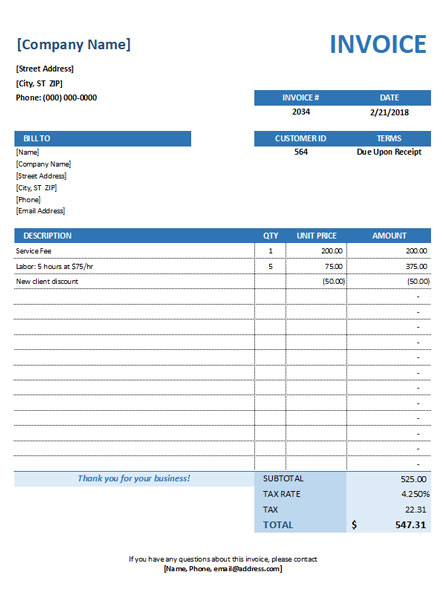 [Company Name] INVOICE
[Street Address]
[City, ST ZIP]
Phone: (000) 000-0000
INVOICE # DATE
2034 2/21/2018
BILL TO CUSTOMER ID TERMS
[Name] 564 Due Upon Receipt
[Company Name]
[Street Address]
[City, ST ZIP]
[Phone]
[Email Address]
DESCRIPTION QTY UNIT PRICE AMOUNT
Service Fee 1 200.00 200.00
Labor: 5 hours at $75/hr 5 75.00 375.00
New client discount (50.00) (50.00)
-
-
-
-
-
-
-
-
-
-
-
Thank you for your business! SUBTOTAL 525.00
TAX RATE 4.250%
TAX 22.31
TOTAL $ 547.31
If you have any questions about this invoice, please contact
[Name, Phone, email@address.com]